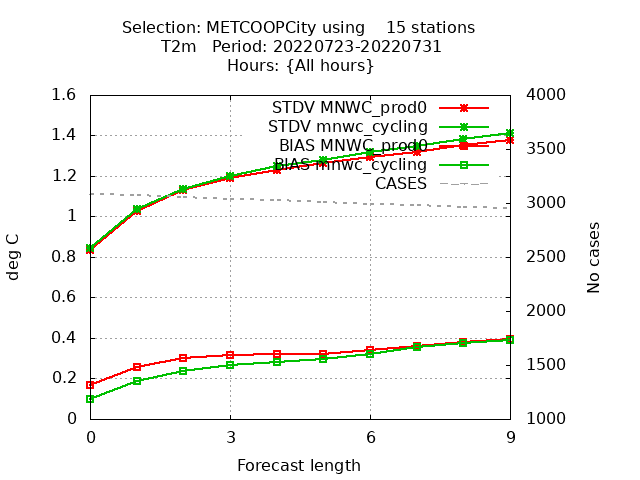 Selection: METCOOPCity using    15 stations
T2m   Period: 20220723-20220731
Hours: {All hours}
STDV MNWC_prod0
STDV mnwc_cycling
BIAS MNWC_prod0
BIAS mnwc_cycling
CASES
deg C
No cases
1.6
1.4
1.2
1
0.8
0.6
0.4
0.2
0
4000
3500
3000
2500
2000
1500
1000
0 3 6 9
Forecast length